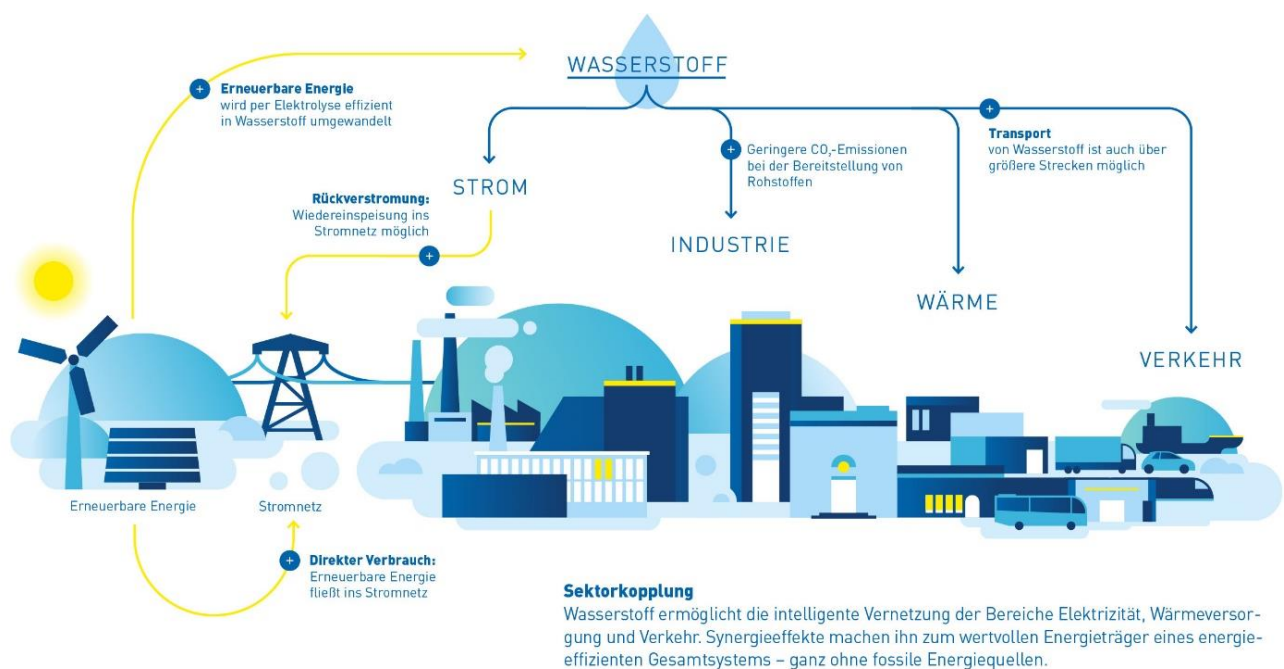 WASSERSTOFF
Erneuerbare Energie
wird per Elektrolyse effizient
in Wasserstoff umgewandelt
Transport
von Wasserstoff ist auch über
größere Strecken möglich
Geringere CO₂-Emissionen
bei der Bereitstellung von
Rohstoffen
STROM
Rückverstromung:
Wiedereinspeisung ins
Stromnetz möglich
INDUSTRIE
WÄRME
VERKEHR
Erneuerbare Energie
Stromnetz
Direkter Verbrauch:
Erneuerbare Energie
fließt ins Stromnetz
Sektorkopplung
Wasserstoff ermöglicht die intelligente Vernetzung der Bereiche Elektrizität, Wärmeversor-
gung und Verkehr. Synergieeffekte machen ihn zum wertvollen Energieträger eines energie-
effizienten Gesamtsystems – ganz ohne fossile Energiequellen.